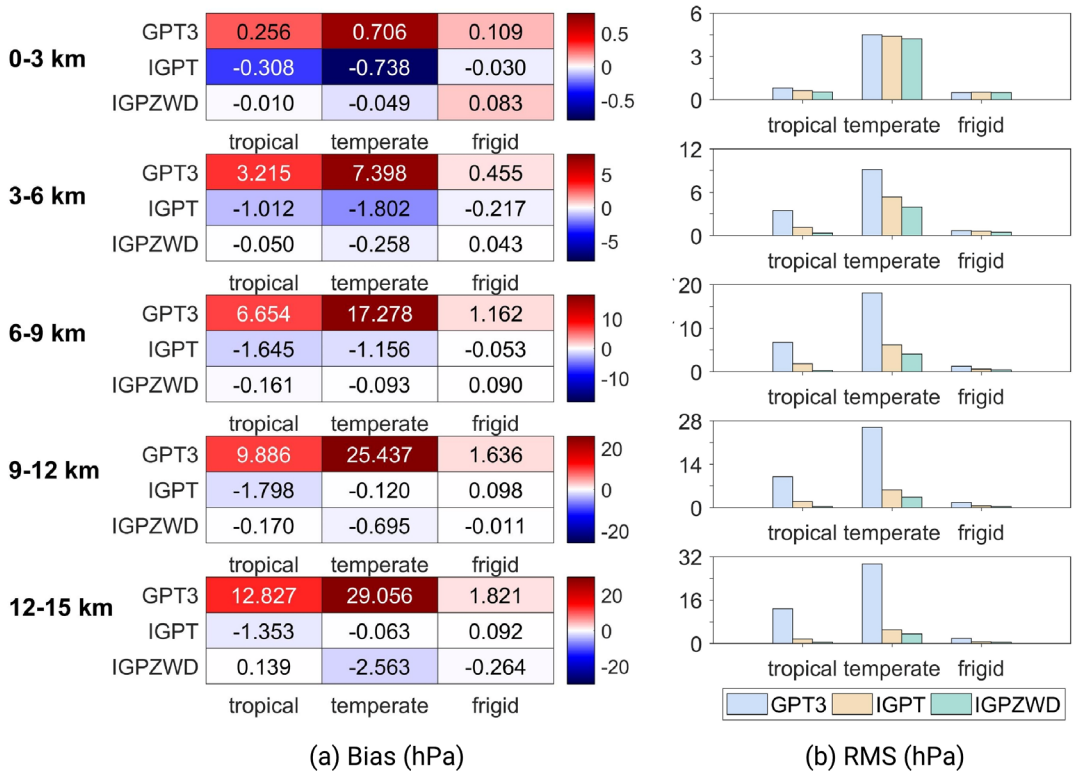 0-3 km
GPT3 0.256 0.706 0.109
IGPT -0.308 -0.738 -0.030
IGPZWD -0.010 -0.049 0.083
tropical temperate frigid
0.5
0
-0.5
3-6 km
GPT3 3.215 7.398 0.455
IGPT -1.012 -1.802 -0.217
IGPZWD -0.050 -0.258 0.043
tropical temperate frigid
5
0
-5
6-9 km
GPT3 6.654 17.278 1.162
IGPT -1.645 -1.156 -0.053
IGPZWD -0.161 -0.093 0.090
tropical temperate frigid
10
0
-10
9-12 km
GPT3 9.886 25.437 1.636
IGPT -1.798 -0.120 0.098
IGPZWD -0.170 -0.695 -0.011
tropical temperate frigid
20
0
-20
12-15 km
GPT3 12.827 29.056 1.821
IGPT -1.353 -0.063 0.092
IGPZWD 0.139 -2.563 -0.264
tropical temperate frigid
20
0
-20
(a) Bias (hPa)
6
3
0
tropical temperate frigid
12
6
0
tropical temperate frigid
20
10
0
tropical temperate frigid
28
14
0
tropical temperate frigid
32
16
0
tropical temperate frigid
GPT3 IGPT IGPZWD
(b) RMS (hPa)